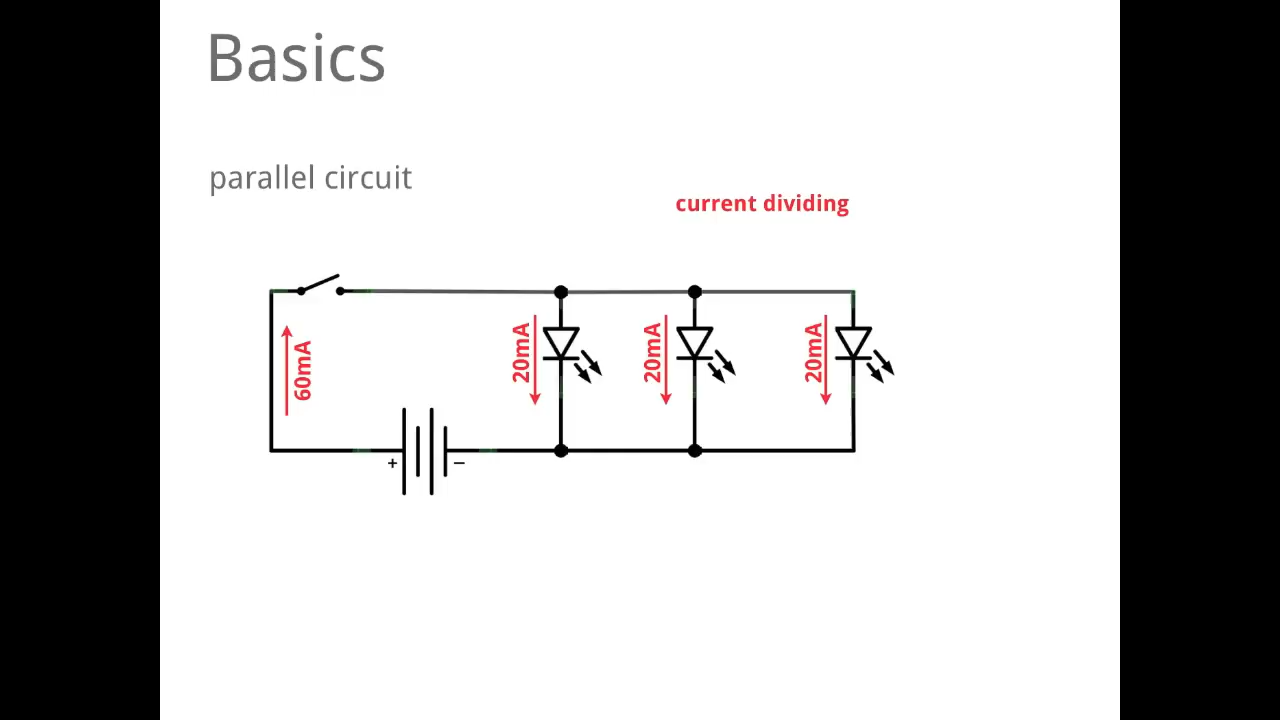 Basics
parallel circuit
current dividing
60mA
20mA
20mA
20mA
+
−